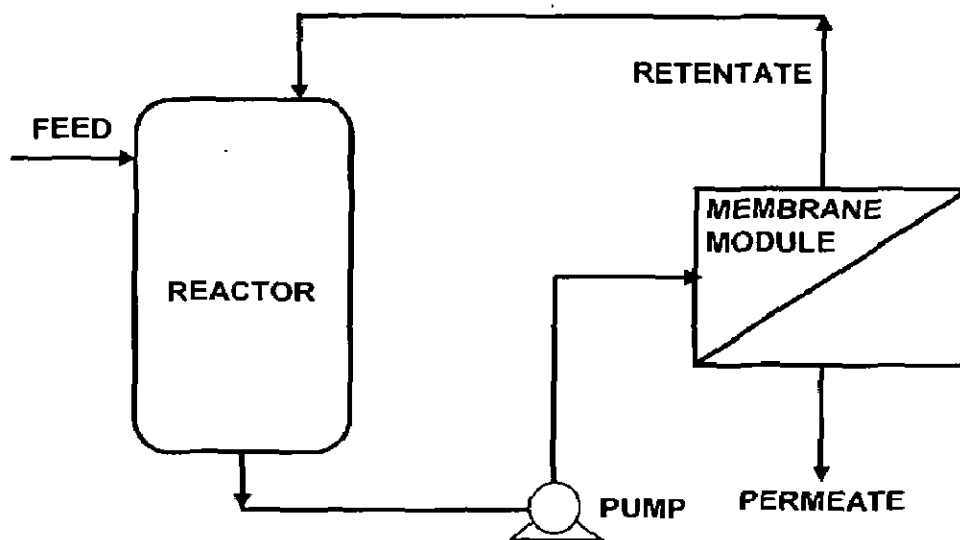 RETENTATE
FEED
MEMBRANE
MODULE
REACTOR
PUMP
PERMEATE